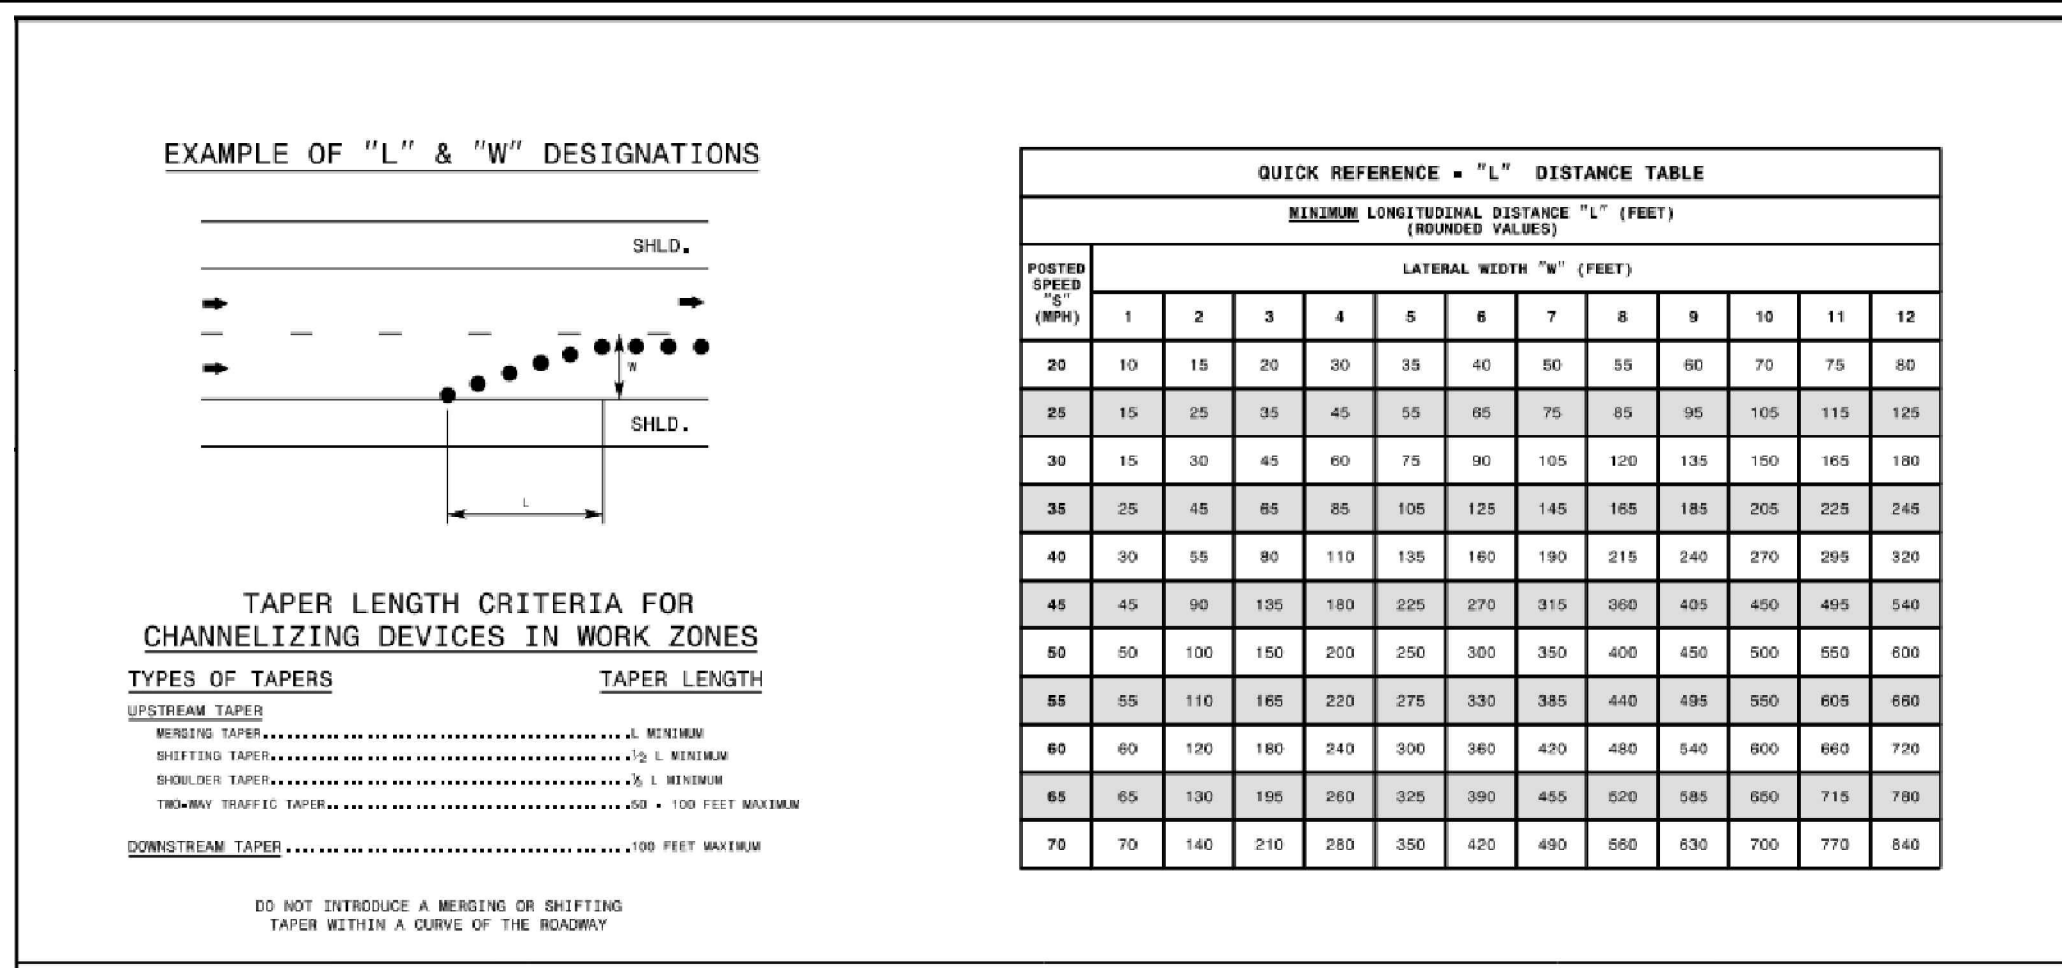 EXAMPLE OF "L" & "W" DESIGNATIONS
SHLD.
W
SHLD.
L
TAPER LENGTH CRITERIA FOR
CHANNELIZING DEVICES IN WORK ZONES
TYPES OF TAPERS TAPER LENGTH
UPSTREAM TAPER
MERGING TAPER L MINIMUM
SHIFTING TAPER ½ L MINIMUM
SHOULDER TAPER ⅓ L MINIMUM
TWO-WAY TRAFFIC TAPER 50 - 100 FEET MAXIMUM
DOWNSTREAM TAPER 100 FEET MAXIMUM
DO NOT INTRODUCE A MERGING OR SHIFTING
TAPER WITHIN A CURVE OF THE ROADWAY
QUICK REFERENCE - "L" DISTANCE TABLE
MINIMUM LONGITUDINAL DISTANCE "L" (FEET)
(ROUNDED VALUES)
POSTED
SPEED
"S"
(MPH)
LATERAL WIDTH "W" (FEET)
1 2 3 4 5 6 7 8 9 10 11 12
20 10 15 20 30 35 40 50 55 60 70 75 80
25 15 25 35 45 55 65 75 85 95 105 115 125
30 15 30 45 60 75 90 105 120 135 150 165 180
35 25 45 65 85 105 125 145 165 185 205 225 245
40 30 55 80 110 135 160 190 215 240 270 295 320
45 45 90 135 180 225 270 315 360 405 450 495 540
50 50 100 150 200 250 300 350 400 450 500 550 600
55 55 110 165 220 275 330 385 440 495 550 605 660
60 60 120 180 240 300 360 420 480 540 600 660 720
65 65 130 195 260 325 390 455 520 585 650 715 780
70 70 140 210 280 350 420 490 560 630 700 770 840